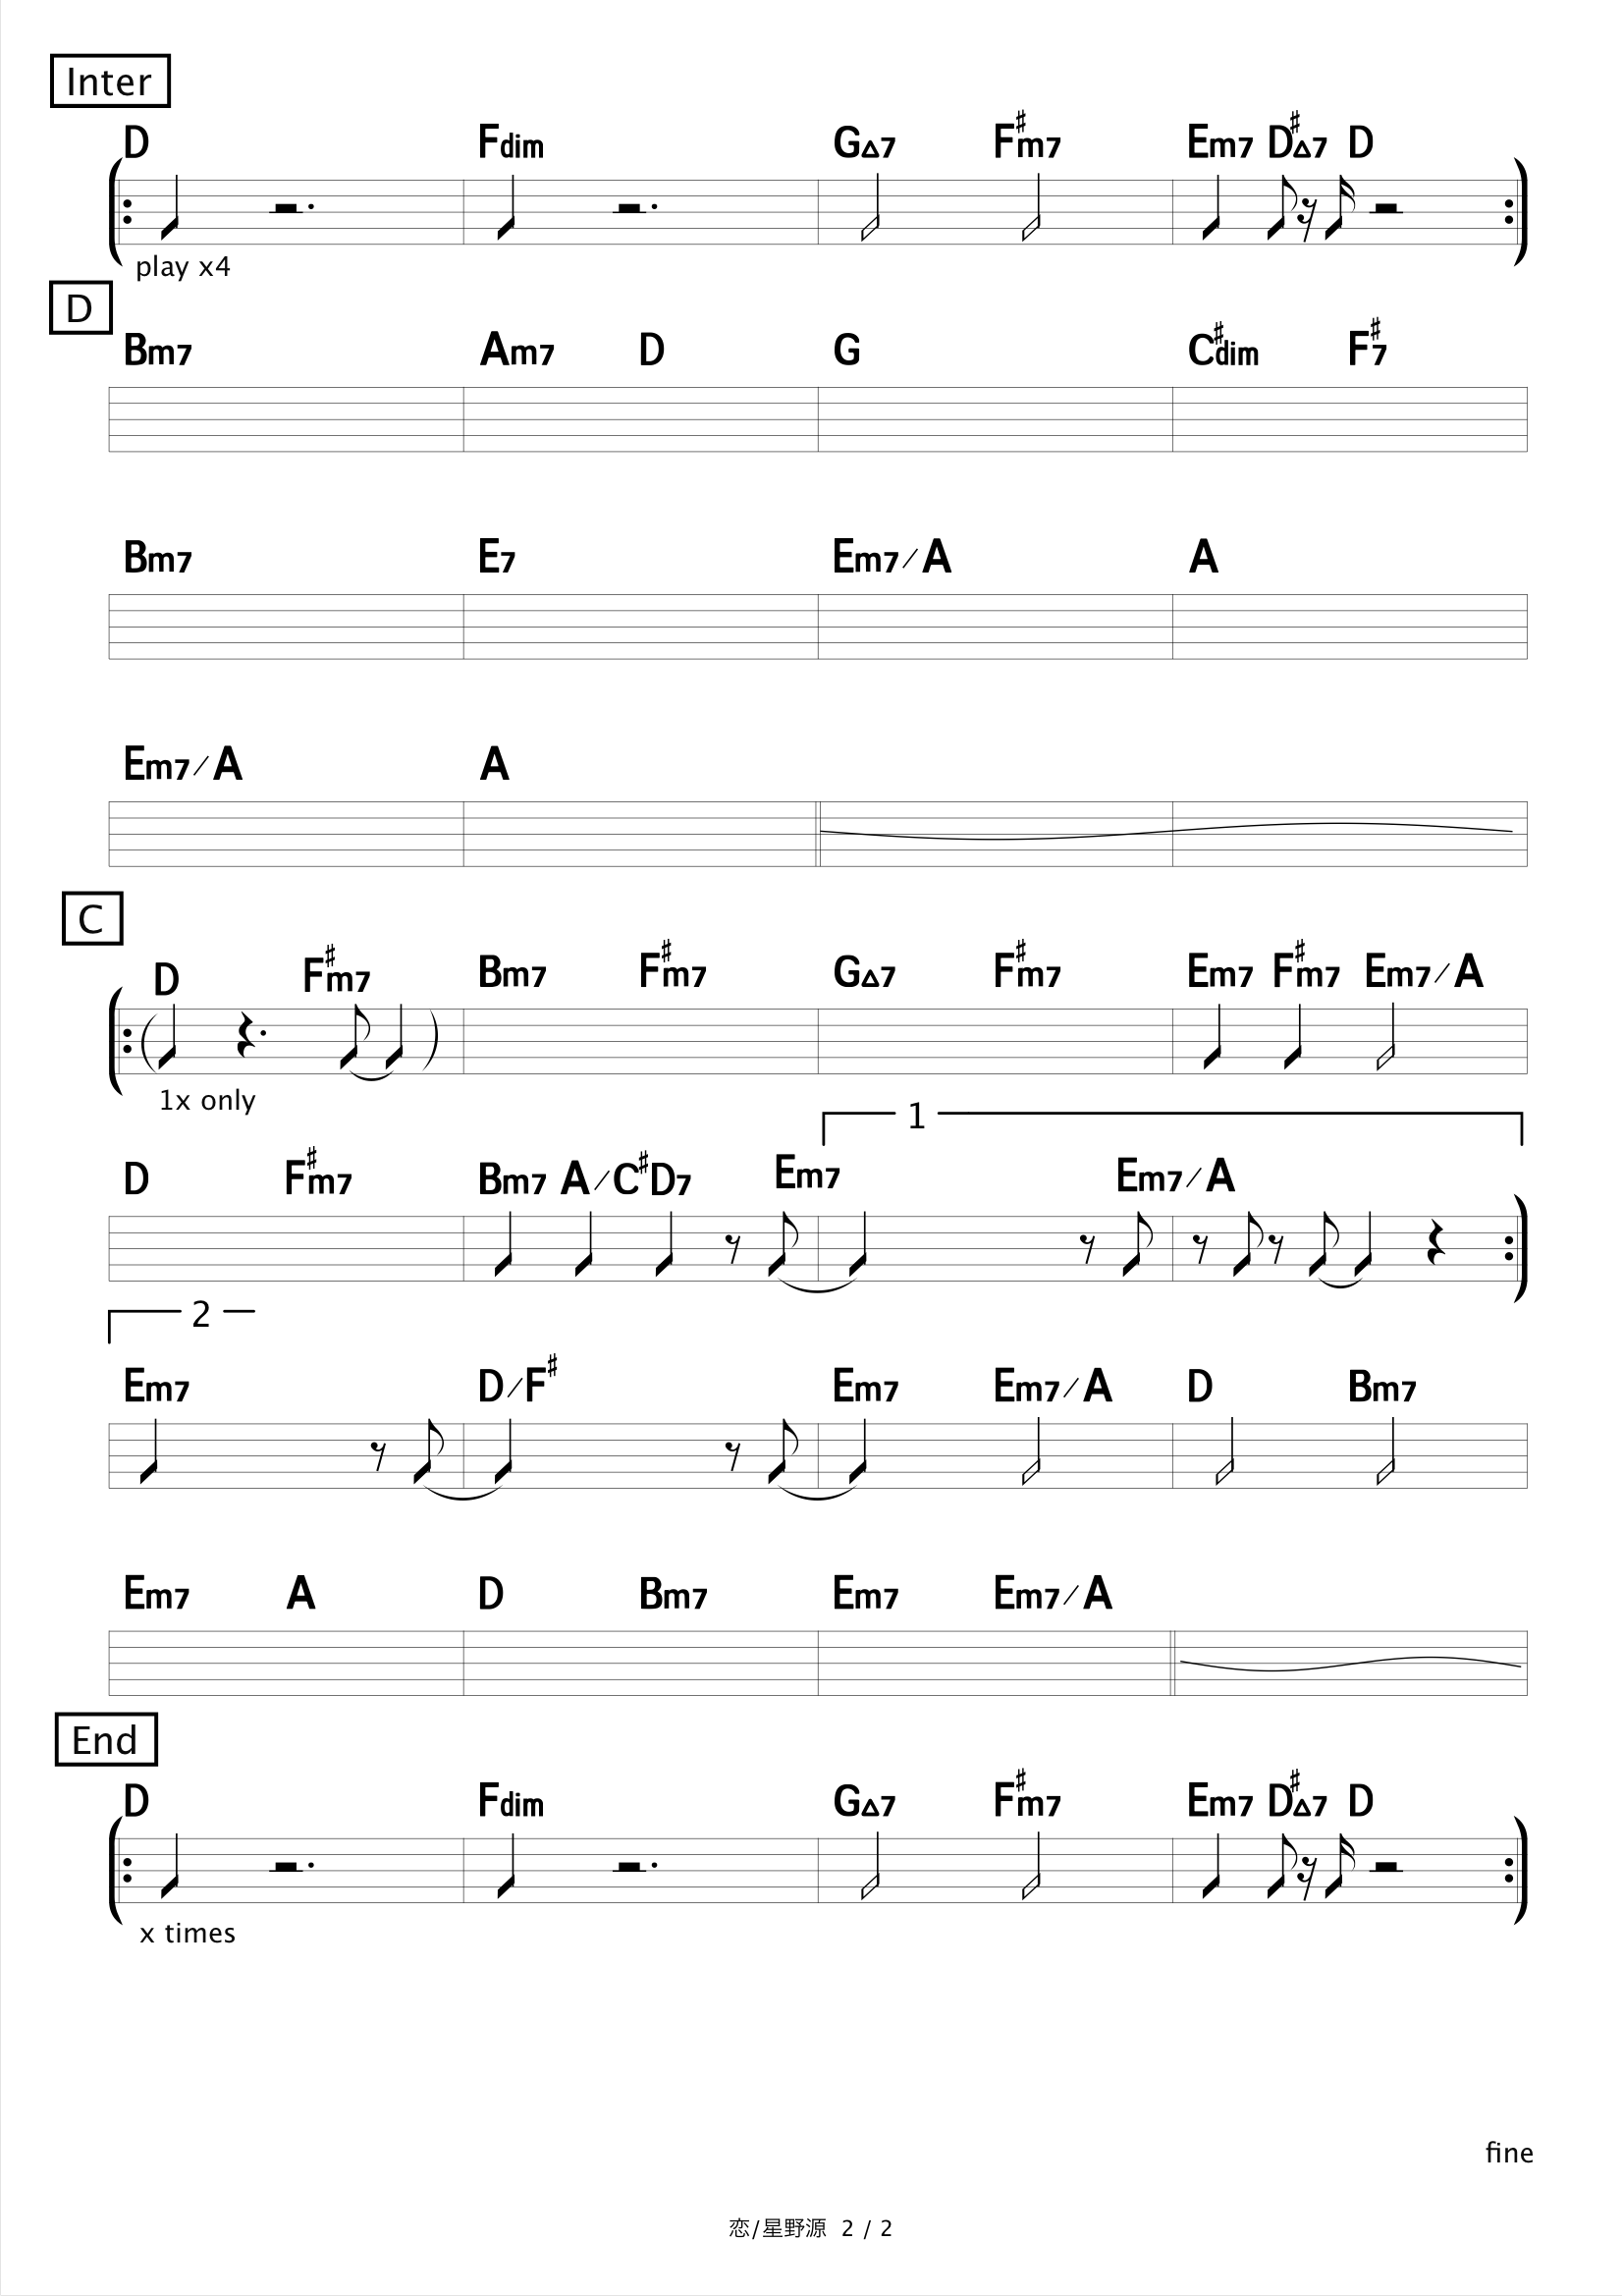 Inter
D Fdim G△7 F♯m7 Em7 D♯△7 D
play x4
D
Bm7 Am7 D G C♯dim F♯7
Bm7 E7 Em7/A A
Em7/A A
C
D F♯m7 Bm7 F♯m7 G△7 F♯m7 Em7 F♯m7 Em7/A
1x only
1
D F♯m7 Bm7 A/C♯ D7 Em7 Em7/A
2
Em7 D/F♯ Em7 Em7/A D Bm7
Em7 A D Bm7 Em7 Em7/A
End
D Fdim G△7 F♯m7 Em7 D♯△7 D
x times
fine
恋/星野源 2 / 2